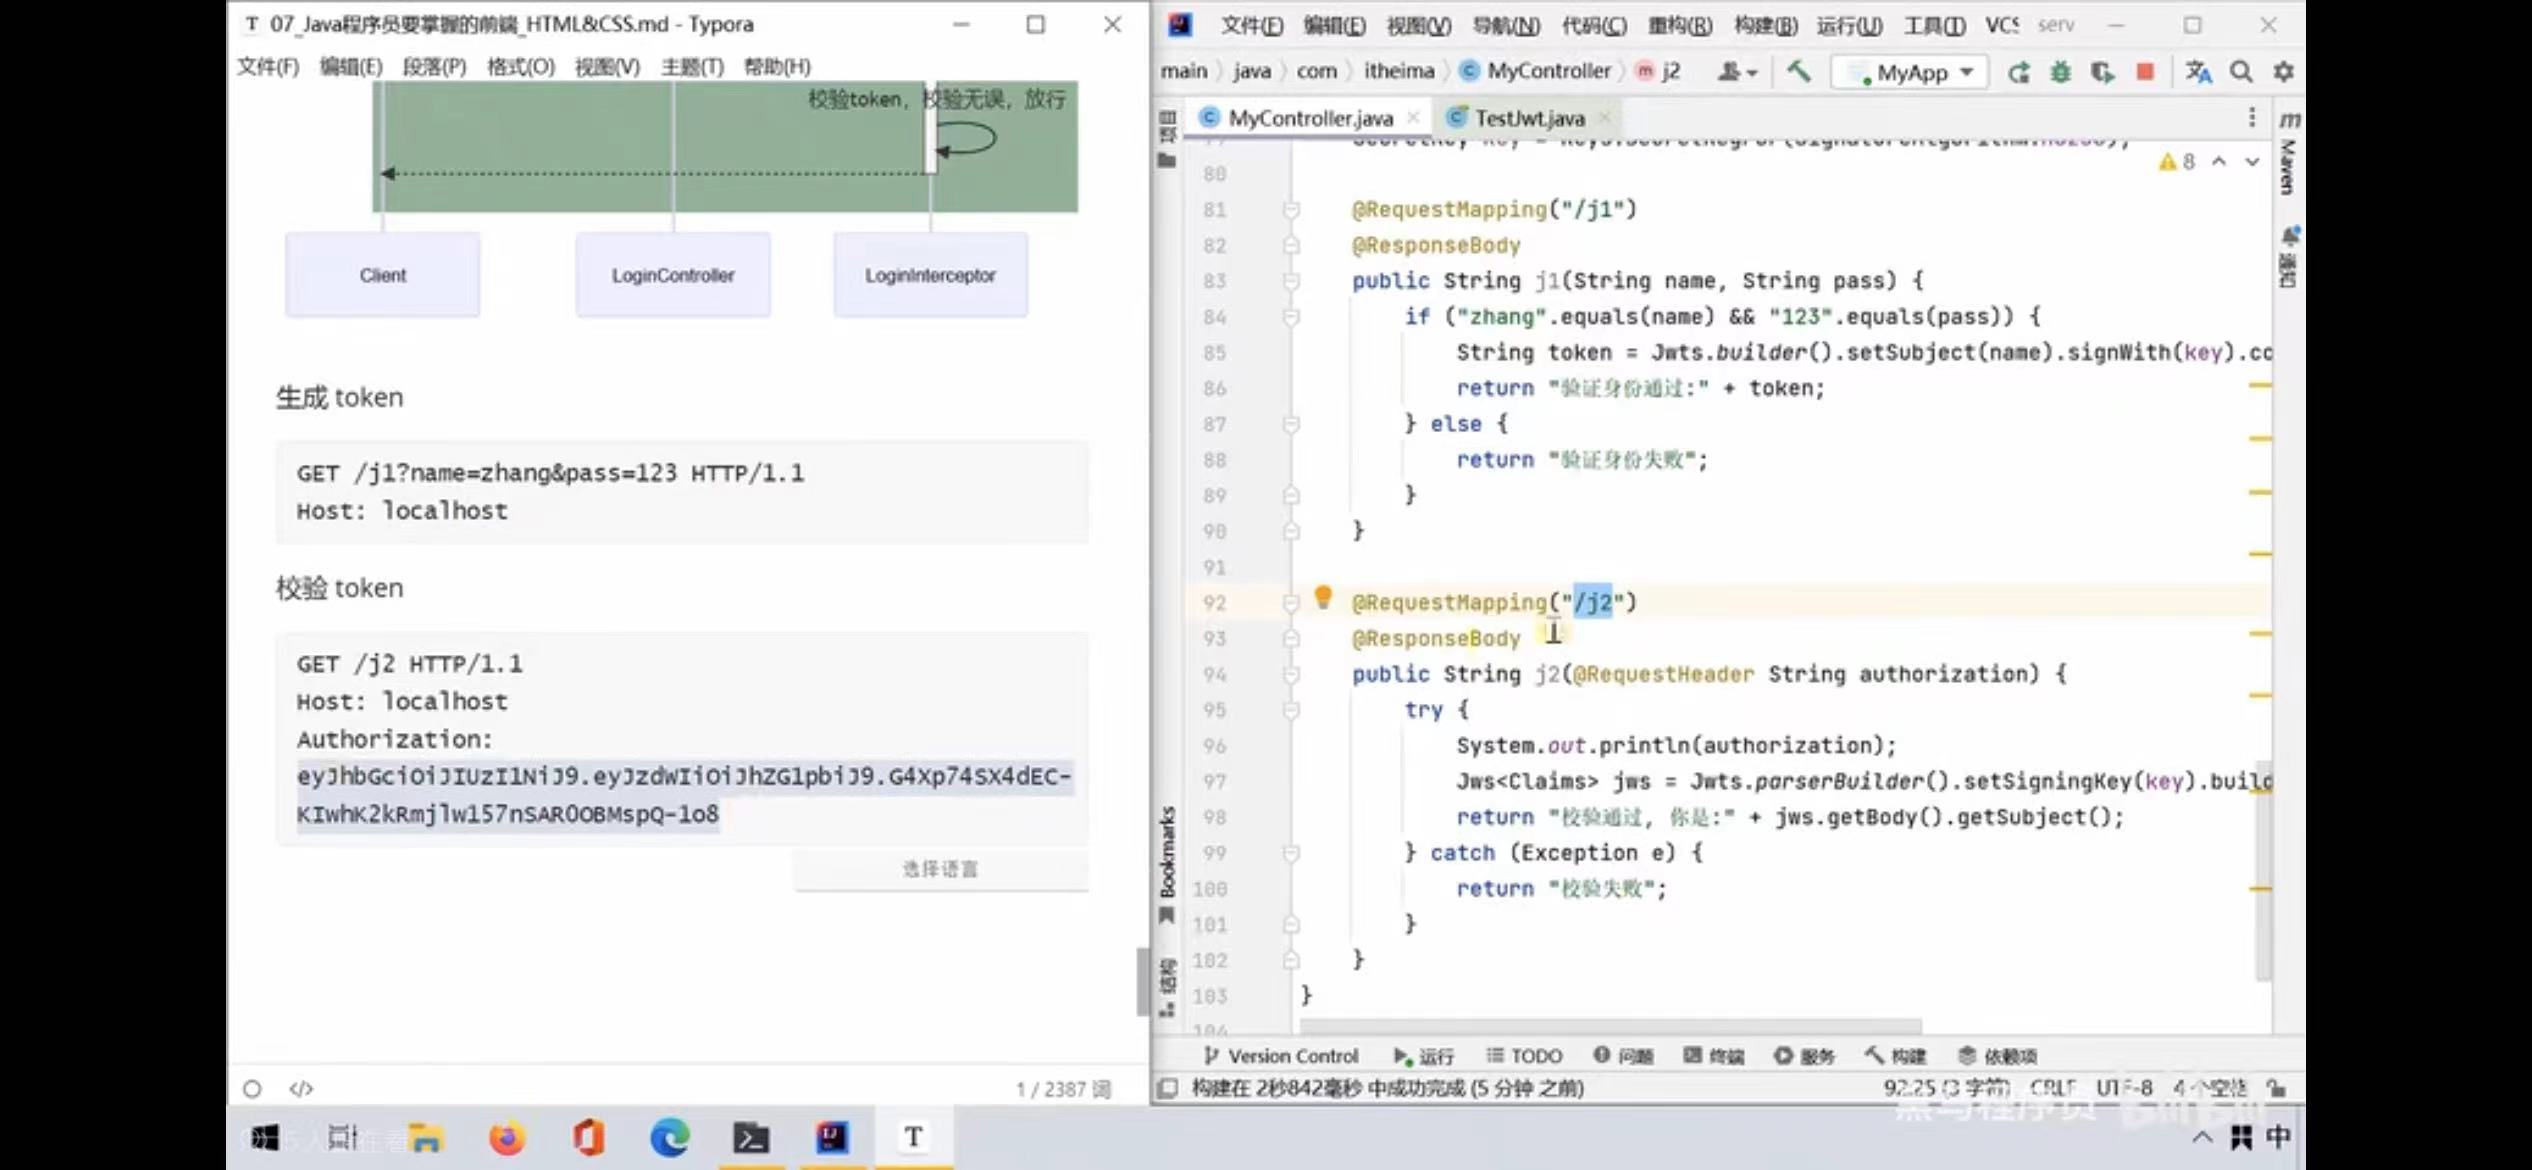 T 07_Java程序员要掌握的前端_HTML&CSS.md - Typora
文件(F) 编辑(E) 段落(P) 格式(O) 视图(V) 主题(T) 帮助(H)
校验token，校验无误，放行
Client
LoginController
LoginInterceptor
生成 token
GET /j1?name=zhang&pass=123 HTTP/1.1
Host: localhost
校验 token
GET /j2 HTTP/1.1
Host: localhost
Authorization:
eyJhbGciOiJIUzI1NiJ9.eyJzdWIiOiJhZG1pbiJ9.G4Xp74SX4dEC-
KIwhK2kRmjlw157nSAROOBMspQ-1o8
选择语言
1 / 2387 词
文件(F) 编辑(E) 视图(V) 导航(N) 代码(C) 重构(R) 构建(B) 运行(U) 工具(T) VCS serv
main java com itheima MyController j2 MyApp
MyController.java TestJwt.java
8
80
81 @RequestMapping("/j1")
82 @ResponseBody
83 public String j1(String name, String pass) {
84 if ("zhang".equals(name) && "123".equals(pass)) {
85 String token = Jwts.builder().setSubject(name).signWith(key).co
86 return "验证身份通过:" + token;
87 } else {
88 return "验证身份失败";
89 }
90 }
91
92 @RequestMapping("/j2")
93 @ResponseBody
94 public String j2(@RequestHeader String authorization) {
95 try {
96 System.out.println(authorization);
97 Jws<Claims> jws = Jwts.parserBuilder().setSigningKey(key).build
98 return "校验通过, 你是:" + jws.getBody().getSubject();
99 } catch (Exception e) {
100 return "校验失败";
101 }
102 }
103 }
104
项目
Bookmarks
结构
m Maven
通知
Version Control 运行 TODO 问题 终端 服务 构建 依赖项
构建在 2秒842毫秒 中成功完成 (5 分钟 之前) 92:25 (3 字符) CRLF UTF-8 4 个空格
黑马程序员
T
中